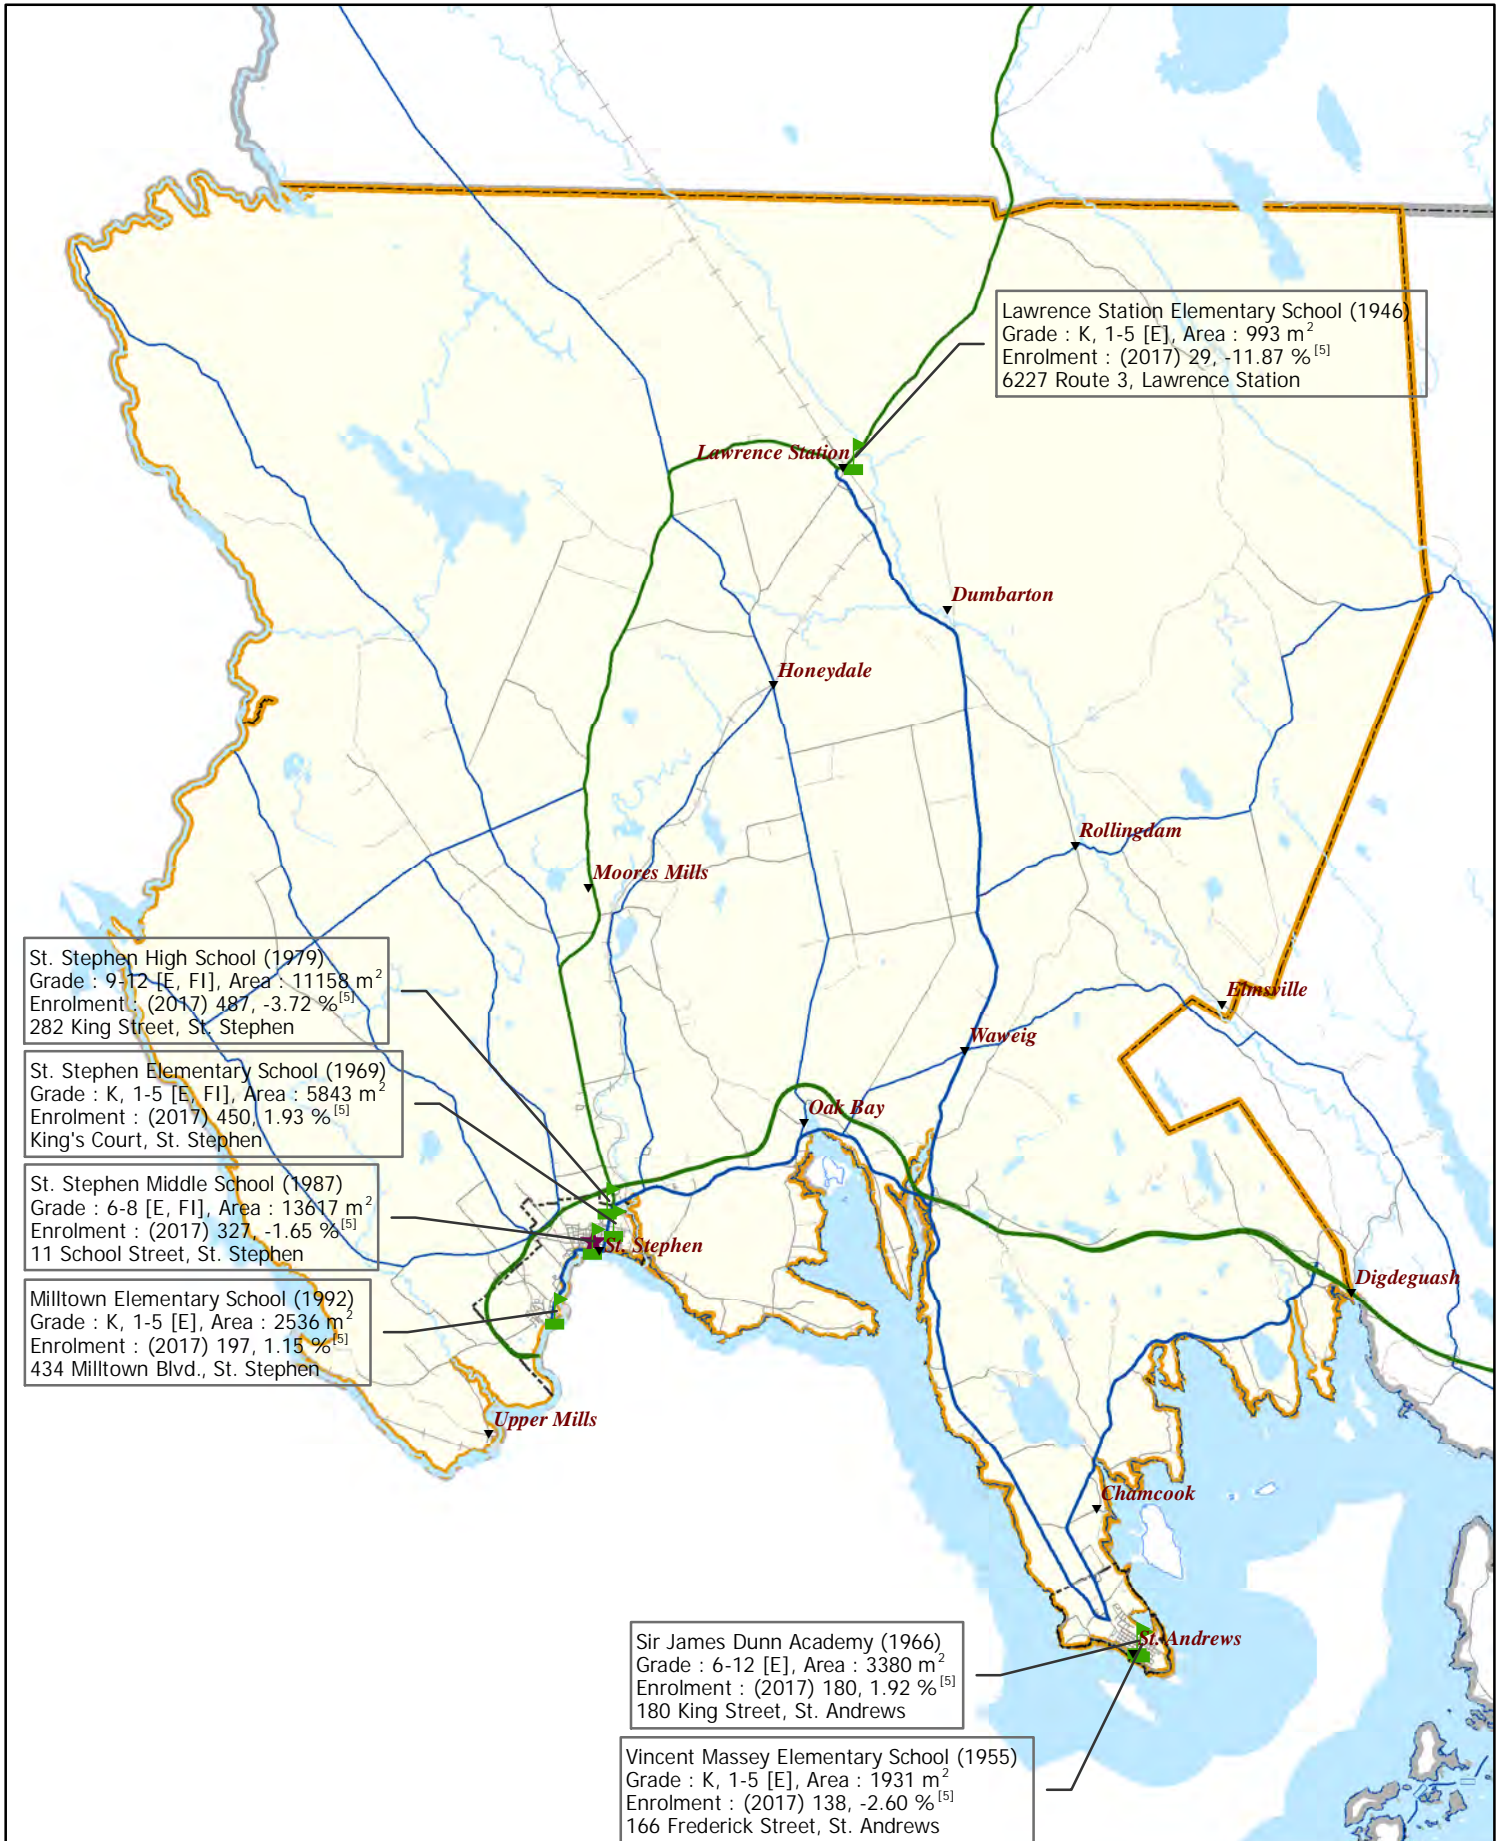 Lawrence Station Elementary School (1946)
Grade : K, 1-5 [E], Area : 993 m²
Enrolment : (2017) 29, -11.87 % [5]
6227 Route 3, Lawrence Station
Lawrence Station
Dumbarton
Honeydale
Rollingdam
Moores Mills
St. Stephen High School (1979)
Grade : 9-12 [E, FI], Area : 11158 m²
Enrolment : (2017) 487, -3.72 % [5]
282 King Street, St. Stephen
Elmsville
Waweig
St. Stephen Elementary School (1969)
Grade : K, 1-5 [E, FI], Area : 5843 m²
Enrolment : (2017) 450, 1.93 % [5]
King's Court, St. Stephen
Oak Bay
St. Stephen Middle School (1987)
Grade : 6-8 [E, FI], Area : 13617 m²
Enrolment : (2017) 327, -1.65 % [5]
11 School Street, St. Stephen
St. Stephen
Digdeguash
Milltown Elementary School (1992)
Grade : K, 1-5 [E], Area : 2536 m²
Enrolment : (2017) 197, 1.15 % [5]
434 Milltown Blvd., St. Stephen
Upper Mills
Chamcook
St. Andrews
Sir James Dunn Academy (1966)
Grade : 6-12 [E], Area : 3380 m²
Enrolment : (2017) 180, 1.92 % [5]
180 King Street, St. Andrews
Vincent Massey Elementary School (1955)
Grade : K, 1-5 [E], Area : 1931 m²
Enrolment : (2017) 138, -2.60 % [5]
166 Frederick Street, St. Andrews